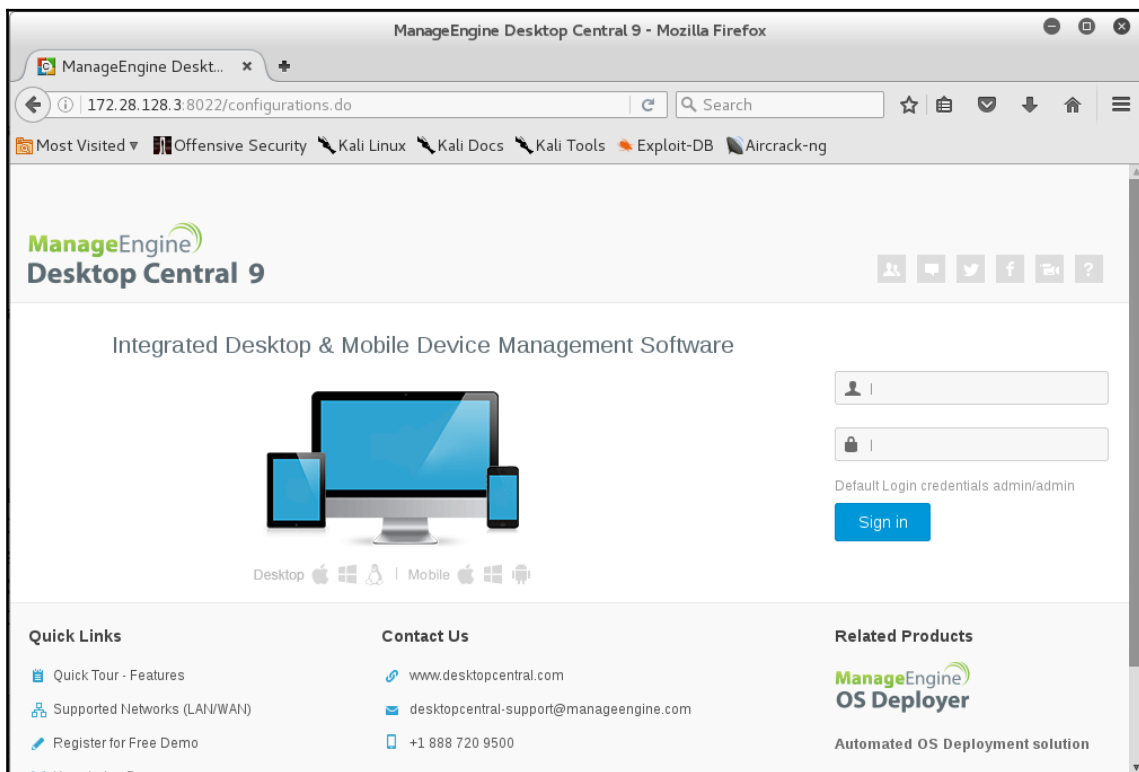 ManageEngine Desktop Central 9 - Mozilla Firefox
ManageEngine Deskt...
172.28.128.3:8022/configurations.do
Search
Most Visited
Offensive Security
Kali Linux
Kali Docs
Kali Tools
Exploit-DB
Aircrack-ng
ManageEngine
Desktop Central 9
Integrated Desktop & Mobile Device Management Software
Default Login credentials admin/admin
Sign in
Desktop | Mobile
Quick Links
Quick Tour - Features
Supported Networks (LAN/WAN)
Register for Free Demo
Contact Us
www.desktopcentral.com
desktopcentral-support@manageengine.com
+1 888 720 9500
Related Products
ManageEngine
OS Deployer
Automated OS Deployment solution